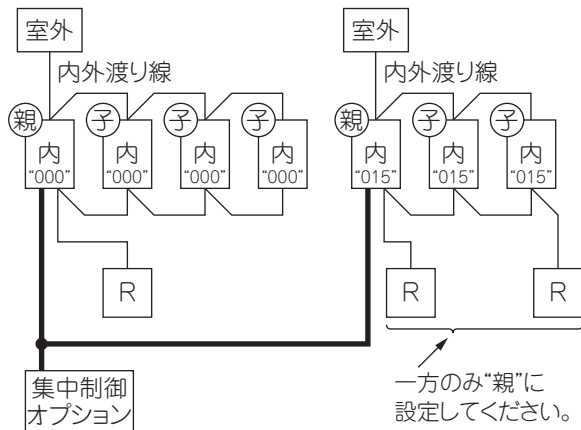 室外
室外
内外渡り線
内外渡り線
親 子 子 子
親 子 子
内 内 内 内
内 内 内
“000” “000” “000” “000”
“015” “015” “015”
R
R R
集中制御
オプション
一方のみ“親”に
設定してください。